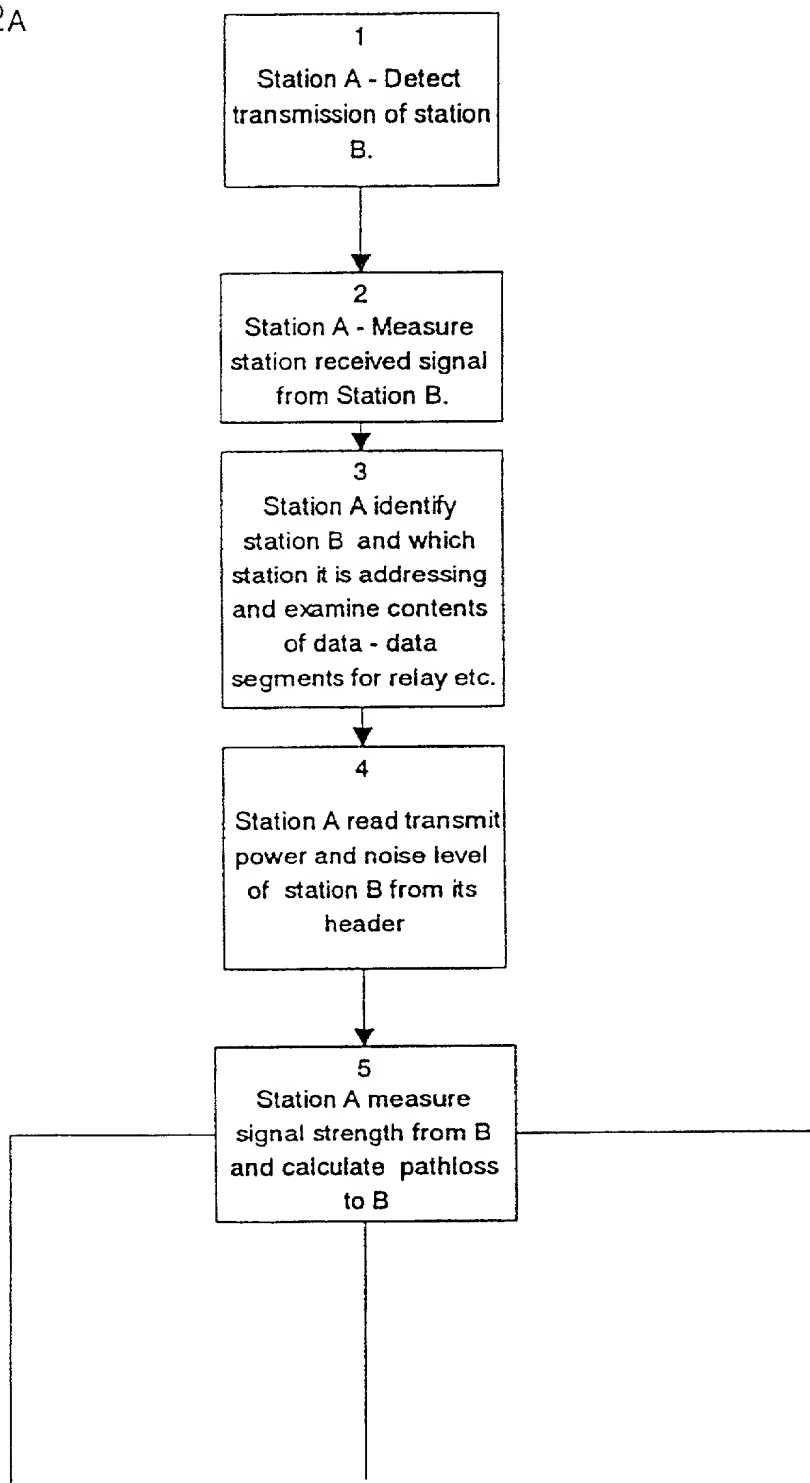 2A
1
Station A - Detect
transmission of station
B.
2
Station A - Measure
station received signal
from Station B.
3
Station A identify
station B and which
station it is addressing
and examine contents
of data - data
segments for relay etc.
4
Station A read transmit
power and noise level
of station B from its
header
5
Station A measure
signal strength from B
and calculate pathloss
to B